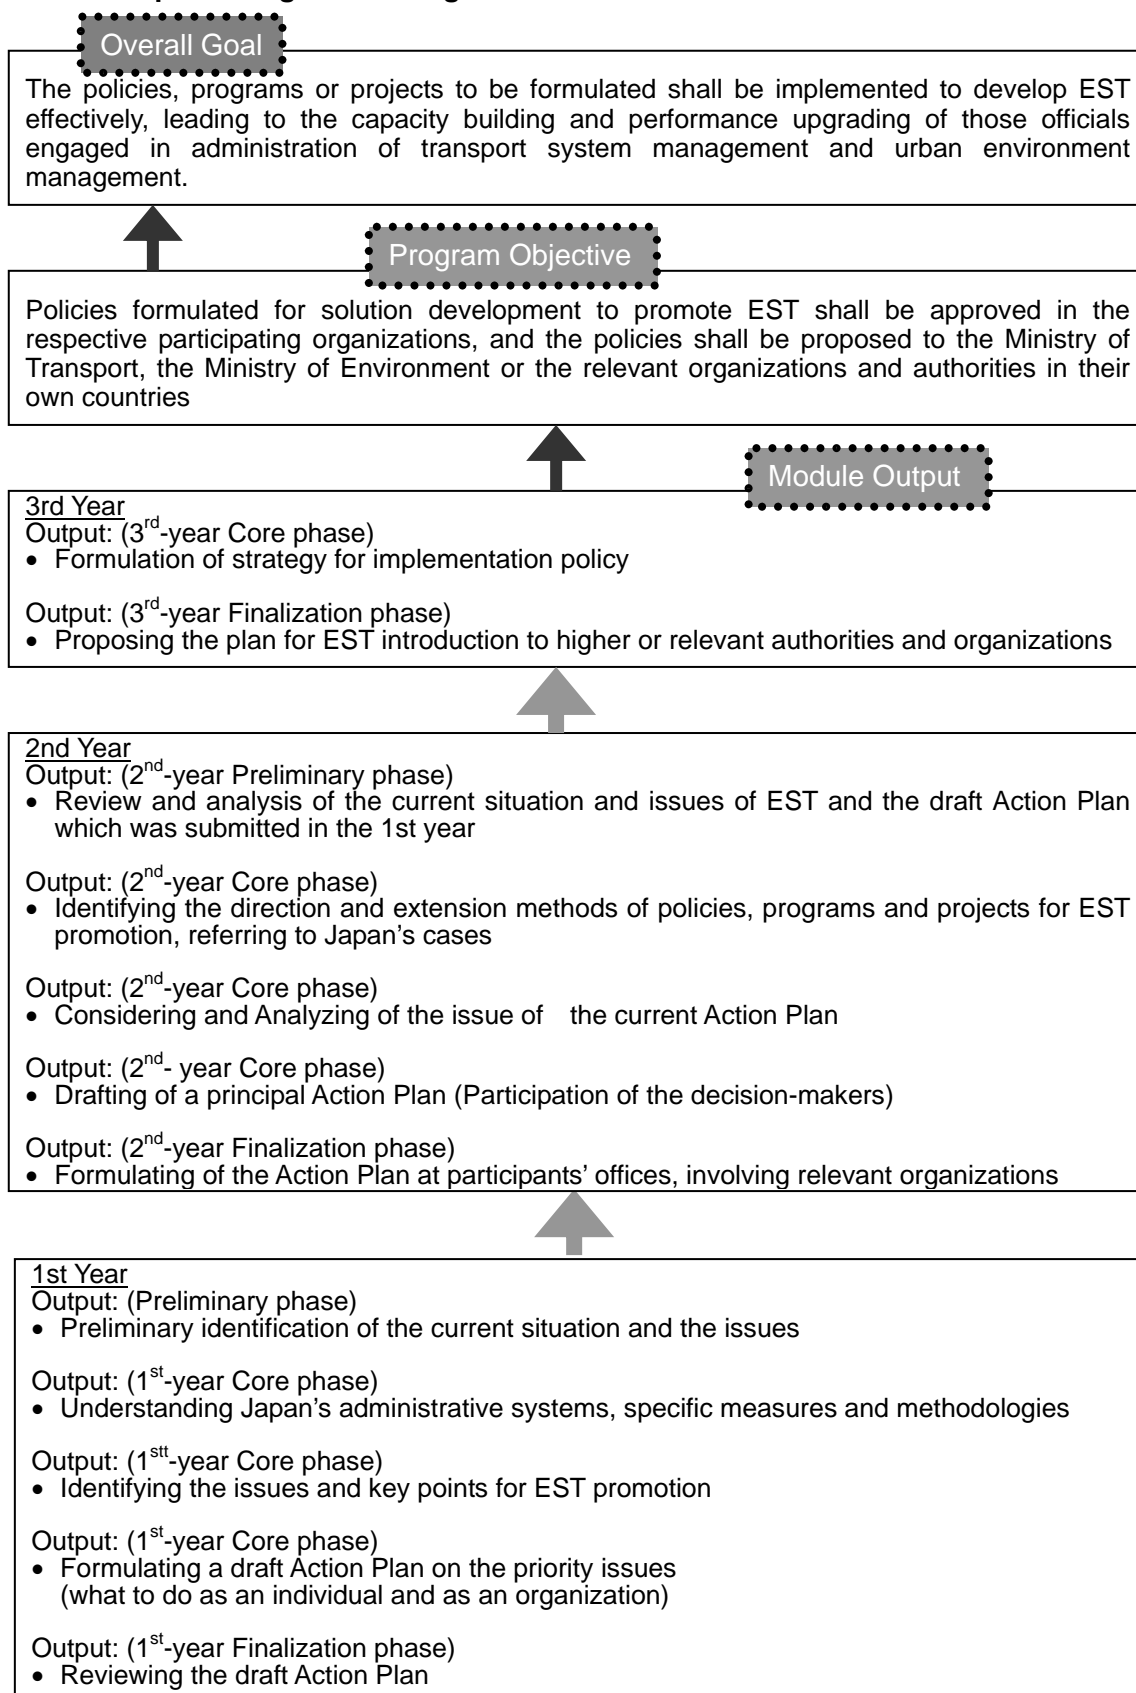 Overall Goal
The policies, programs or projects to be formulated shall be implemented to develop EST
effectively, leading to the capacity building and performance upgrading of those officials
engaged in administration of transport system management and urban environment
management.
Program Objective
Policies formulated for solution development to promote EST shall be approved in the
respective participating organizations, and the policies shall be proposed to the Ministry of
Transport, the Ministry of Environment or the relevant organizations and authorities in their
own countries
Module Output
3rd Year
Output: (3rd-year Core phase)
• Formulation of strategy for implementation policy
Output: (3rd-year Finalization phase)
• Proposing the plan for EST introduction to higher or relevant authorities and organizations
2nd Year
Output: (2nd-year Preliminary phase)
• Review and analysis of the current situation and issues of EST and the draft Action Plan
which was submitted in the 1st year
Output: (2nd-year Core phase)
• Identifying the direction and extension methods of policies, programs and projects for EST
promotion, referring to Japan's cases
Output: (2nd-year Core phase)
• Considering and Analyzing of the issue of the current Action Plan
Output: (2nd- year Core phase)
• Drafting of a principal Action Plan (Participation of the decision-makers)
Output: (2nd-year Finalization phase)
• Formulating of the Action Plan at participants' offices, involving relevant organizations
1st Year
Output: (Preliminary phase)
• Preliminary identification of the current situation and the issues
Output: (1st-year Core phase)
• Understanding Japan's administrative systems, specific measures and methodologies
Output: (1stt-year Core phase)
• Identifying the issues and key points for EST promotion
Output: (1st-year Core phase)
• Formulating a draft Action Plan on the priority issues
(what to do as an individual and as an organization)
Output: (1st-year Finalization phase)
• Reviewing the draft Action Plan